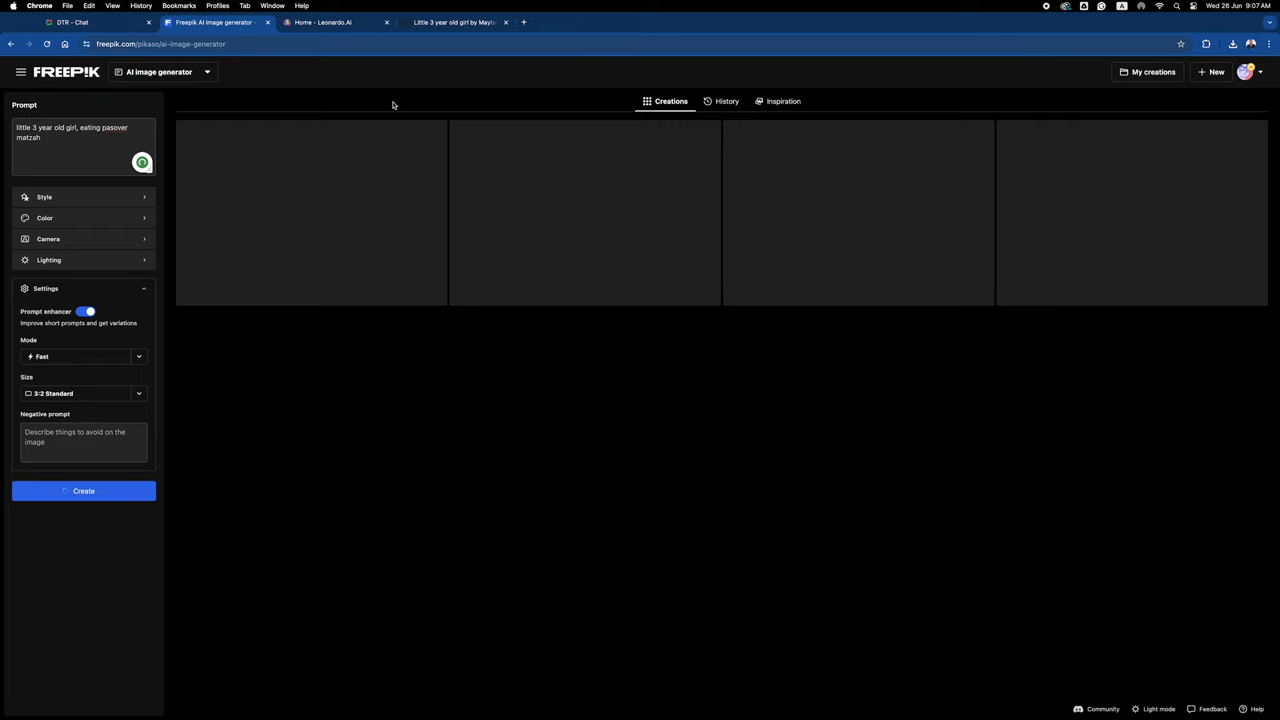 Chrome File Edit View History Bookmarks Profiles Tab Window Help
A
Wed 26 Jun 9:07 AM
DTR - Chat
Freepik AI image generator -
Home - Leonardo.Ai
Little 3 year old girl by Mayta
freepik.com/pikaso/ai-image-generator
FREEPIK
AI image generator
My creations
New
Prompt
Creations
History
Inspiration
little 3 year old girl, eating pasover
matzah
Style
Color
Camera
Lighting
Settings
Prompt enhancer
Improve short prompts and get variations
Mode
Fast
Size
3:2 Standard
Negative prompt
Describe things to avoid on the
image
Create
Community
Light mode
Feedback
Help